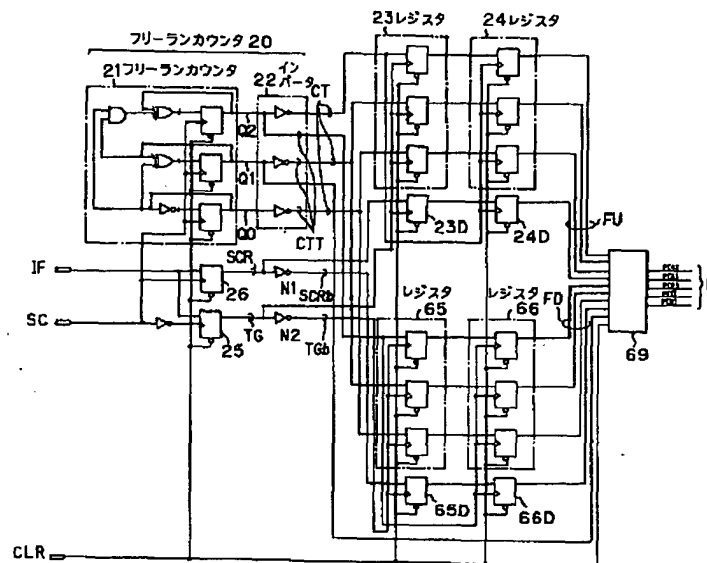 23レジスタ
24レジスタ
フリーランカウンタ20
21フリーランカウンタ
22
インバータ
CT
Q2
Q1
Q0
CTT
23D
24D
FU
IF
SCR
26
N1
SCRb
SC
25
TG
N2
TGb
レジスタ
65
レジスタ
66
FD
69
65D
66D
CLR